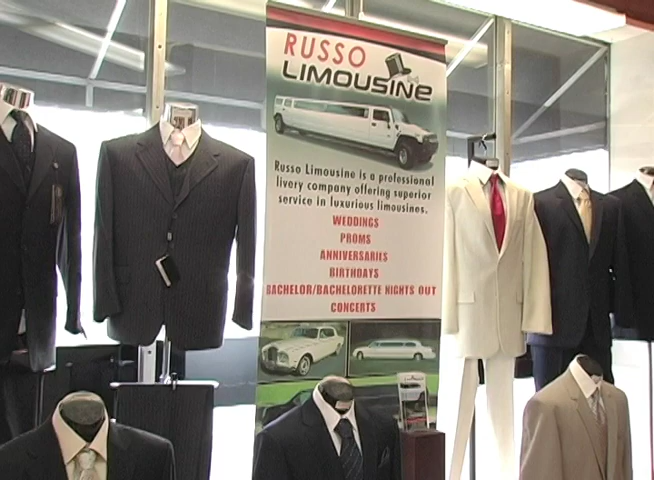 RUSSO
LIMOUSINE
Russo Limousine is a professional
livery company offering superior
service in luxurious limousines.
WEDDINGS
PROMS
ANNIVERSARIES
BIRTHDAYS
BACHELOR/BACHELORETTE NIGHTS OUT
CONCERTS